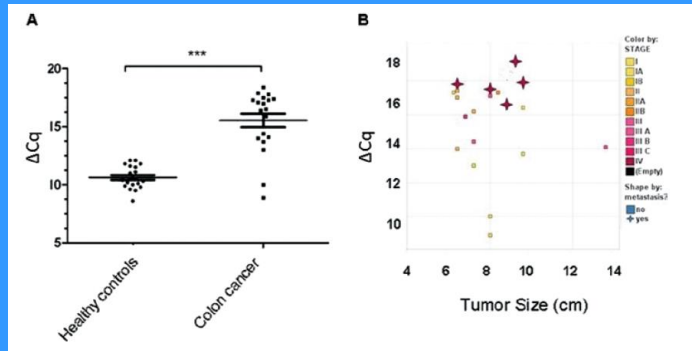 A
***
20
15
10
5
ΔCq
Healthy controls
Colon cancer
B
18
16
14
12
10
ΔCq
4
6
8
10
12
14
Tumor Size (cm)
Color by:
STAGE
I
IA
IB
II
IIA
IIB
III
III A
III B
III C
IV
(Empty)
Shape by:
metastasis?
no
yes